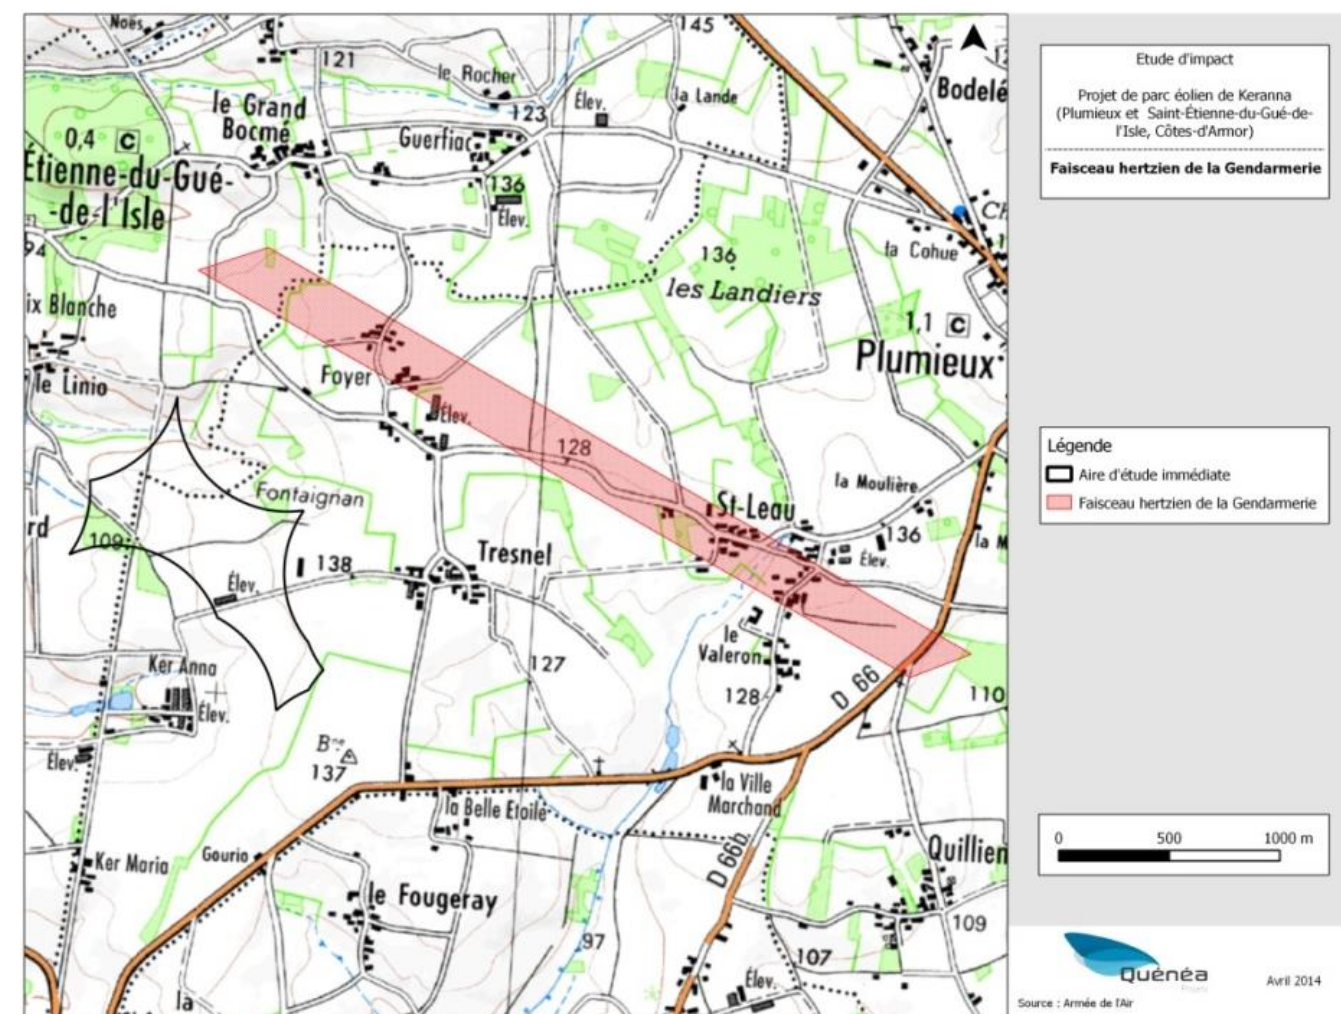 Noës
121
145
le Rocher
Bodelé
le Grand
Bocmé
123
Élev.
la Lande
Guerfiac
0,4 C
Étienne-du-Gué-
-de-l'Isle
136
Élev.
94
la Cohue
136
les Landiers
ix Blanche
1,1 C
Plumieux
Foyer
le Linio
Élev.
128
la Moulière
St-Leau
Fontaignan
rd
109
136
la M
Élev.
138
Tresnel
Élev.
le
Valeron
127
Ker Anna
Élev.
128
D 66
110
Bne
137
Élev.
la Ville
Marchand
la Belle Etoile
D 66b
Gourio
Ker Maria
Quillien
le Fougeray
109
97
107
Élev.
la
Etude d'impact
Projet de parc éolien de Keranna
(Plumieux et Saint-Étienne-du-Gué-de-
l'Isle, Côtes-d'Armor)
Faisceau hertzien de la Gendarmerie
Légende
Aire d'étude immédiate
Faisceau hertzien de la Gendarmerie
0 500 1000 m
Quénéa
Avril 2014
Source : Armée de l'Air